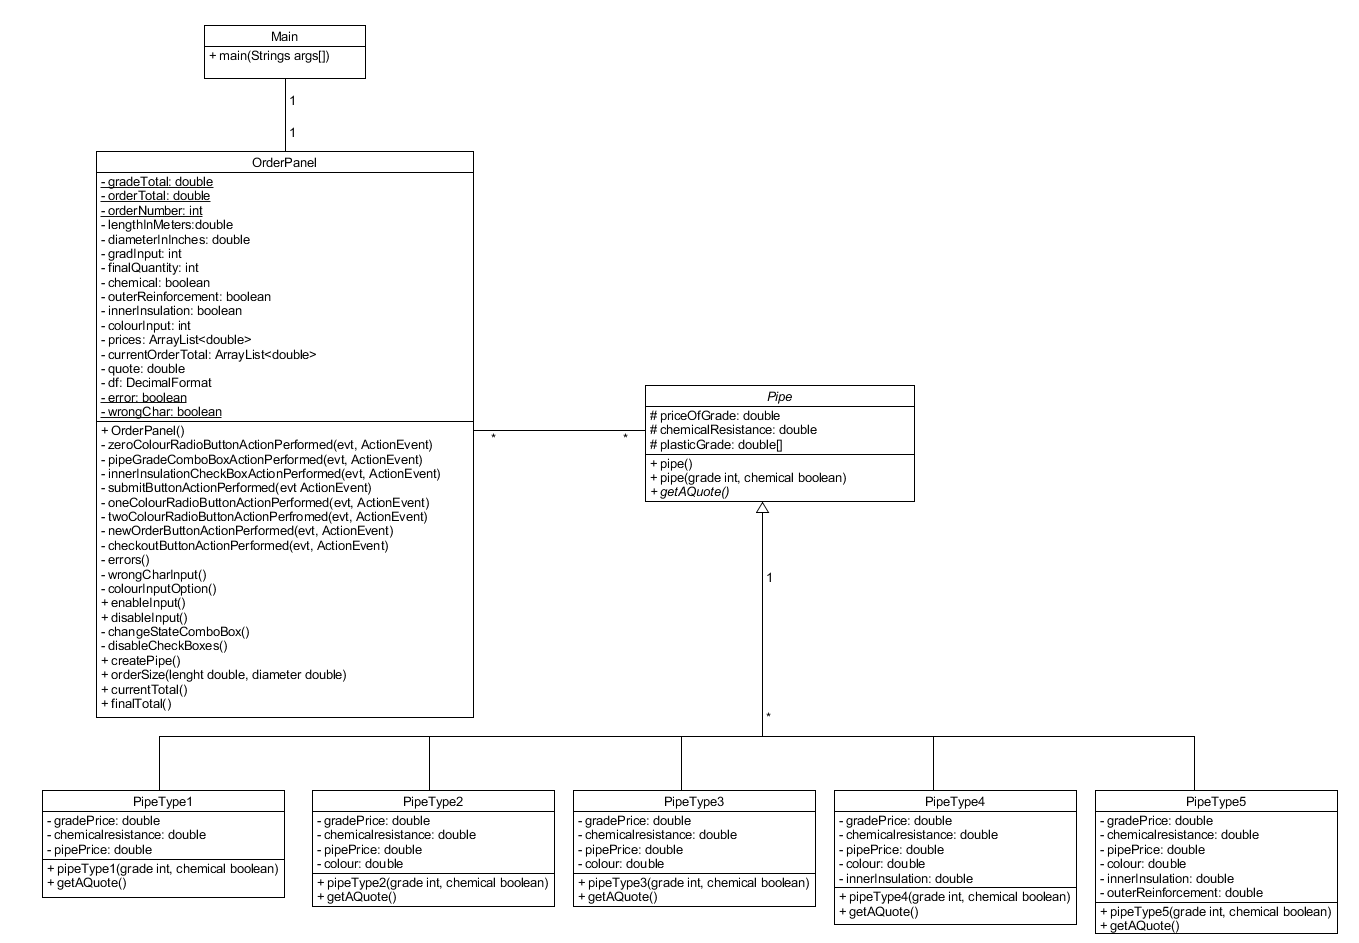 Main
+ main(Strings args[])
1
1
OrderPanel
- gradeTotal: double
- orderTotal: double
- orderNumber: int
- lengthInMeters:double
- diameterInInches: double
- gradInput: int
- finalQuantity: int
- chemical: boolean
- outerReinforcement: boolean
- innerInsulation: boolean
- colourInput: int
- prices: ArrayList<double>
- currentOrderTotal: ArrayList<double>
- quote: double
- df: DecimalFormat
- error: boolean
- wrongChar: boolean
+ OrderPanel()
- zeroColourRadioButtonActionPerformed(evt, ActionEvent)
- pipeGradeComboBoxActionPerformed(evt, ActionEvent)
- innerInsulationCheckBoxActionPerformed(evt, ActionEvent)
- submitButtonActionPerformed(evt ActionEvent)
- oneColourRadioButtonActionPerformed(evt, ActionEvent)
- twoColourRadioButtonActionPerfromed(evt, ActionEvent)
- newOrderButtonActionPerformed(evt, ActionEvent)
- checkoutButtonActionPerformed(evt, ActionEvent)
- errors()
- wrongCharInput()
- colourInputOption()
+ enableInput()
+ disableInput()
- changeStateComboBox()
- disableCheckBoxes()
+ createPipe()
+ orderSize(lenght double, diameter double)
+ currentTotal()
+ finalTotal()
*
*
Pipe
# priceOfGrade: double
# chemicalResistance: double
# plasticGrade: double[]
+ pipe()
+ pipe(grade int, chemical boolean)
+ getAQuote()
1
*
PipeType1
- gradePrice: double
- chemicalresistance: double
- pipePrice: double
+ pipeType1(grade int, chemical boolean)
+ getAQuote()
PipeType2
- gradePrice: double
- chemicalresistance: double
- pipePrice: double
- colour: double
+ pipeType2(grade int, chemical boolean)
+ getAQuote()
PipeType3
- gradePrice: double
- chemicalresistance: double
- pipePrice: double
- colour: double
+ pipeType3(grade int, chemical boolean)
+ getAQuote()
PipeType4
- gradePrice: double
- chemicalresistance: double
- pipePrice: double
- colour: double
- innerInsulation: double
+ pipeType4(grade int, chemical boolean)
+ getAQuote()
PipeType5
- gradePrice: double
- chemicalresistance: double
- pipePrice: double
- colour: double
- innerInsulation: double
- outerReinforcement: double
+ pipeType5(grade int, chemical boolean)
+ getAQuote()